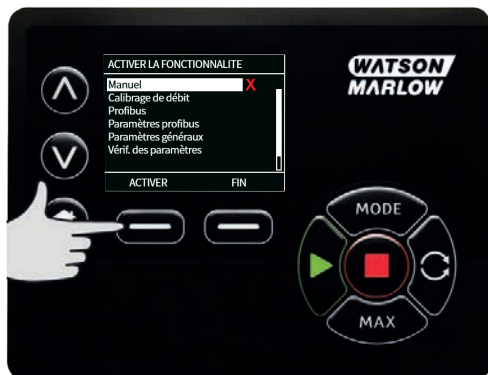 ACTIVER LA FONCTIONNALITE
Manuel X
Calibrage de débit
Profibus
Paramètres profibus
Paramètres généraux
Vérif. des paramètres
ACTIVER FIN
WATSON
MARLOW
MODE
MAX